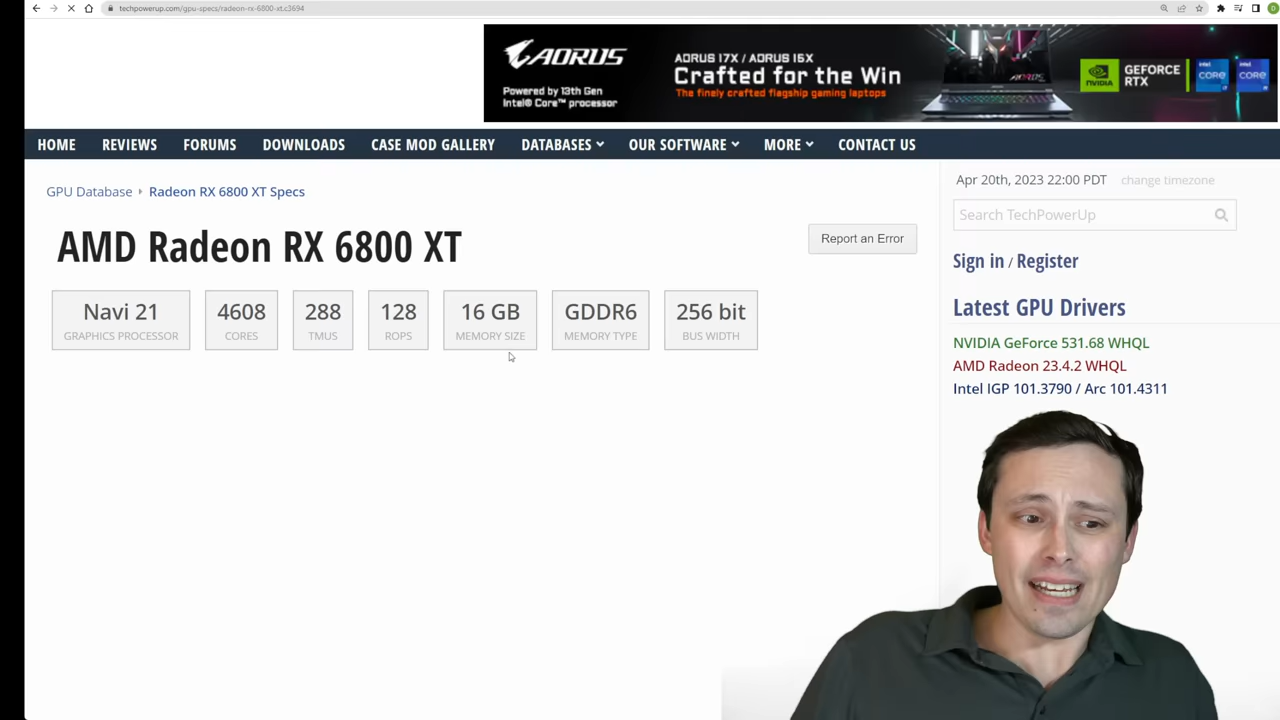 techpowerup.com/gpu-specs/radeon-rx-6800-xt.c3694
AORUS
Powered by 13th Gen
Intel® Core™ processor
AORUS 17X / AORUS 15X
Crafted for the Win
The finely crafted flagship gaming laptops
NVIDIA
GEFORCE
RTX
intel
CORE
intel
CORE
HOME
REVIEWS
FORUMS
DOWNLOADS
CASE MOD GALLERY
DATABASES
OUR SOFTWARE
MORE
CONTACT US
GPU Database
Radeon RX 6800 XT Specs
Apr 20th, 2023 22:00 PDT
change timezone
Search TechPowerUp
AMD Radeon RX 6800 XT
Report an Error
Sign in / Register
Navi 21
GRAPHICS PROCESSOR
4608
CORES
288
TMUS
128
ROPS
16 GB
MEMORY SIZE
GDDR6
MEMORY TYPE
256 bit
BUS WIDTH
Latest GPU Drivers
NVIDIA GeForce 531.68 WHQL
AMD Radeon 23.4.2 WHQL
Intel IGP 101.3790 / Arc 101.4311